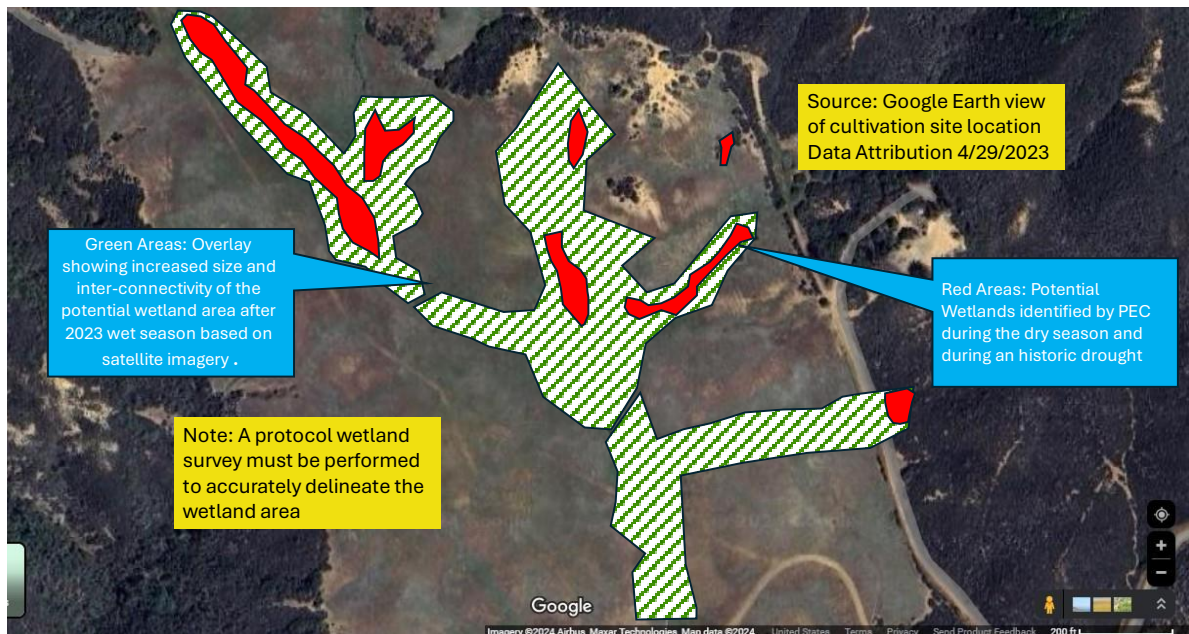 Source: Google Earth view
of cultivation site location
Data Attribution 4/29/2023
Green Areas: Overlay
showing increased size and
inter-connectivity of the
potential wetland area after
2023 wet season based on
satellite imagery .
Red Areas: Potential
Wetlands identified by PEC
during the dry season and
during an historic drought
Note: A protocol wetland
survey must be performed
to accurately delineate the
wetland area
Google
Imagery ©2024 Airbus, Maxar Technologies, Map data ©2024 United States Terms Privacy Send Product Feedback 200 ft